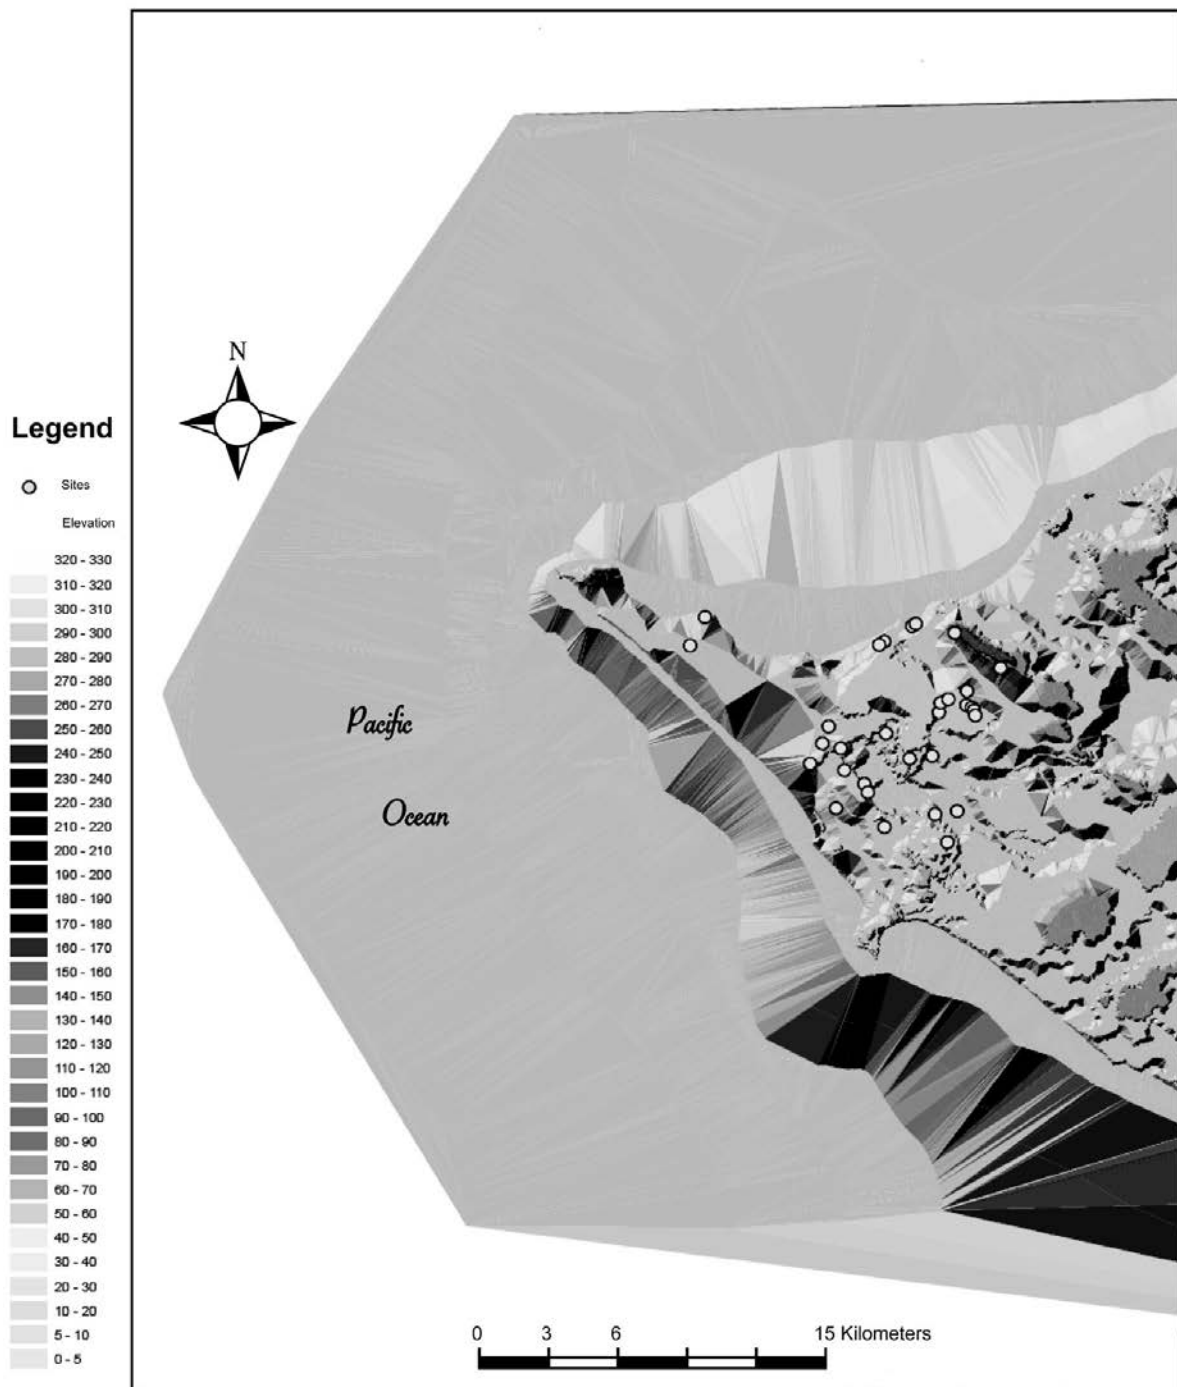 N
Legend
Sites
Elevation
320 - 330
310 - 320
300 - 310
290 - 300
280 - 290
270 - 280
260 - 270
250 - 260
240 - 250
230 - 240
220 - 230
210 - 220
200 - 210
190 - 200
180 - 190
170 - 180
160 - 170
150 - 160
140 - 150
130 - 140
120 - 130
110 - 120
100 - 110
90 - 100
80 - 90
70 - 80
60 - 70
50 - 60
40 - 50
30 - 40
20 - 30
10 - 20
5 - 10
0 - 5
Pacific
Ocean
0 3 6 15 Kilometers